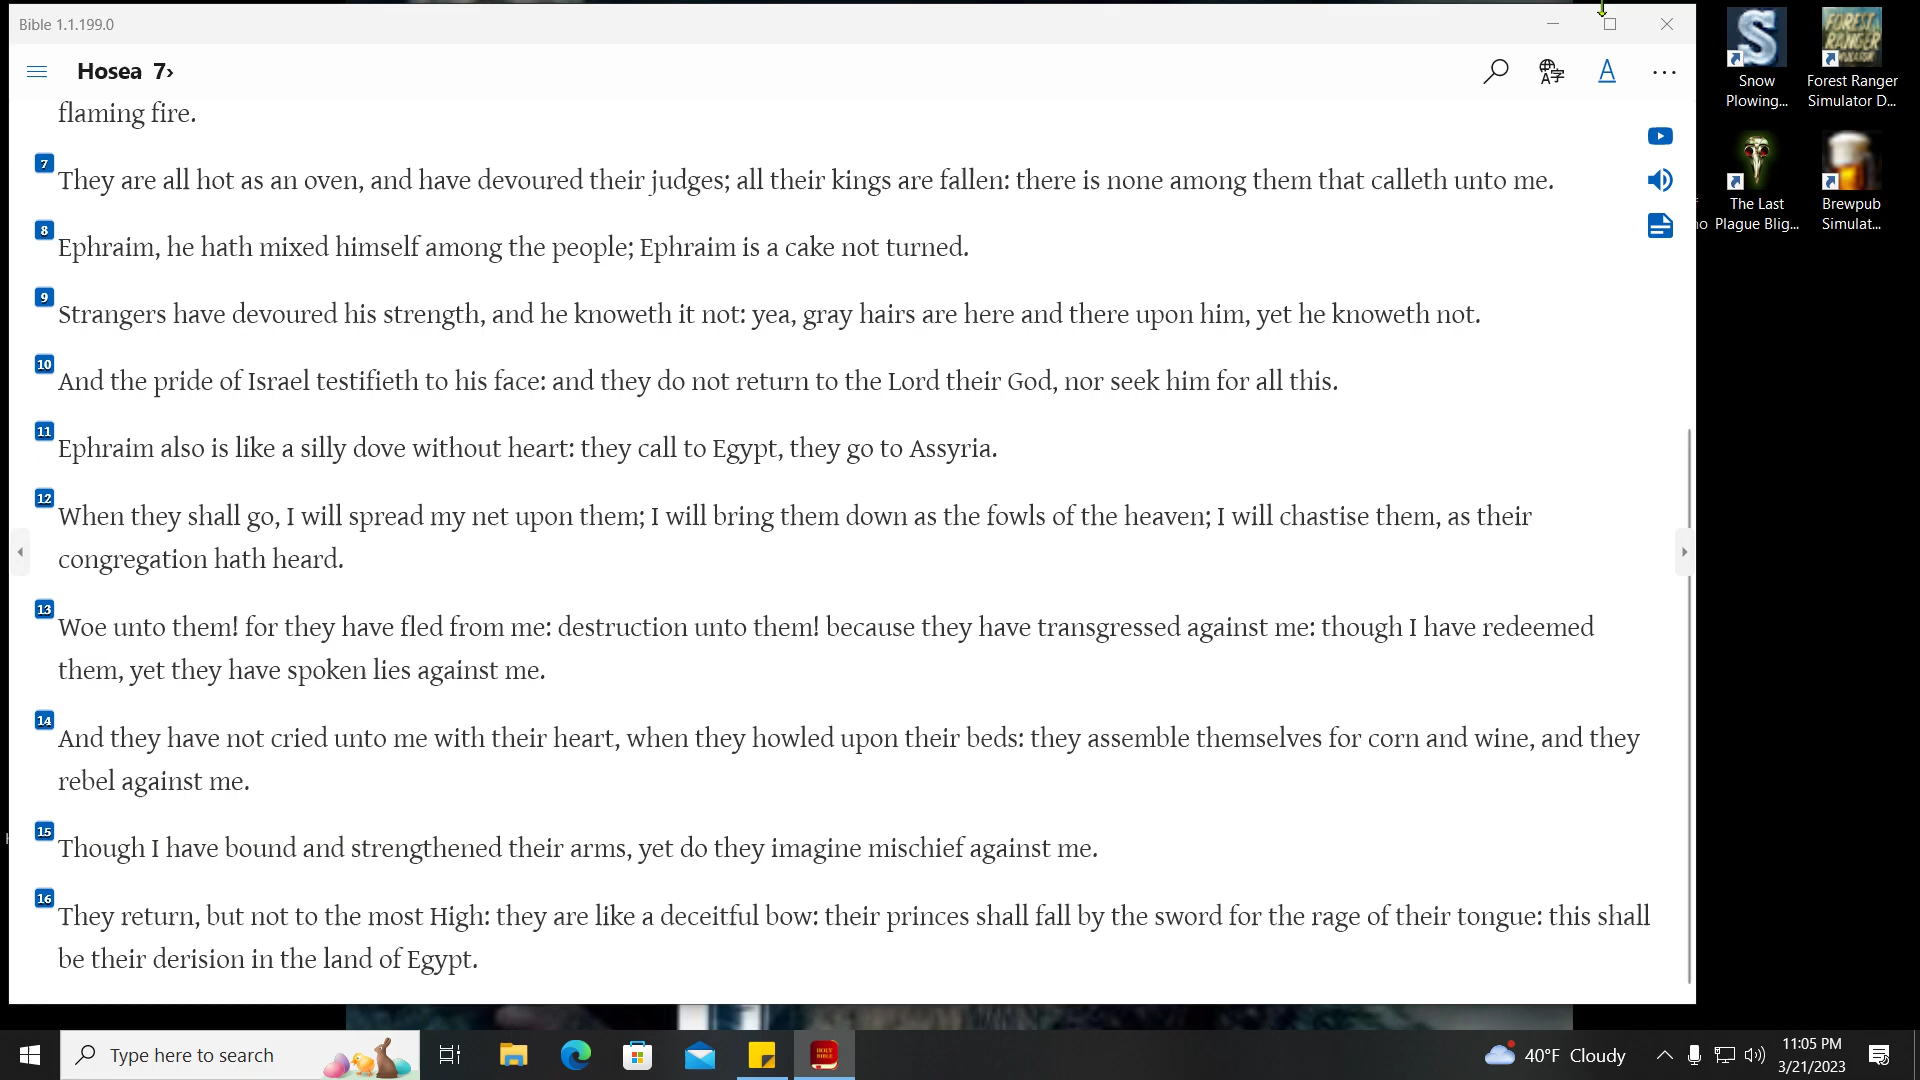 Bible 1.1.199.0
Hosea 7›
flaming fire.
7 They are all hot as an oven, and have devoured their judges; all their kings are fallen: there is none among them that calleth unto me.
8 Ephraim, he hath mixed himself among the people; Ephraim is a cake not turned.
9 Strangers have devoured his strength, and he knoweth it not: yea, gray hairs are here and there upon him, yet he knoweth not.
10 And the pride of Israel testifieth to his face: and they do not return to the Lord their God, nor seek him for all this.
11 Ephraim also is like a silly dove without heart: they call to Egypt, they go to Assyria.
12 When they shall go, I will spread my net upon them; I will bring them down as the fowls of the heaven; I will chastise them, as their
congregation hath heard.
13 Woe unto them! for they have fled from me: destruction unto them! because they have transgressed against me: though I have redeemed
them, yet they have spoken lies against me.
14 And they have not cried unto me with their heart, when they howled upon their beds: they assemble themselves for corn and wine, and they
rebel against me.
15 Though I have bound and strengthened their arms, yet do they imagine mischief against me.
16 They return, but not to the most High: they are like a deceitful bow: their princes shall fall by the sword for the rage of their tongue: this shall
be their derision in the land of Egypt.
S
Snow
Plowing...
FOREST
RANGER
Forest Ranger
Simulator D...
The Last
Plague Blig...
Brewpub
Simulat...
Type here to search
HOLY
BIBLE
40°F Cloudy
11:05 PM
3/21/2023